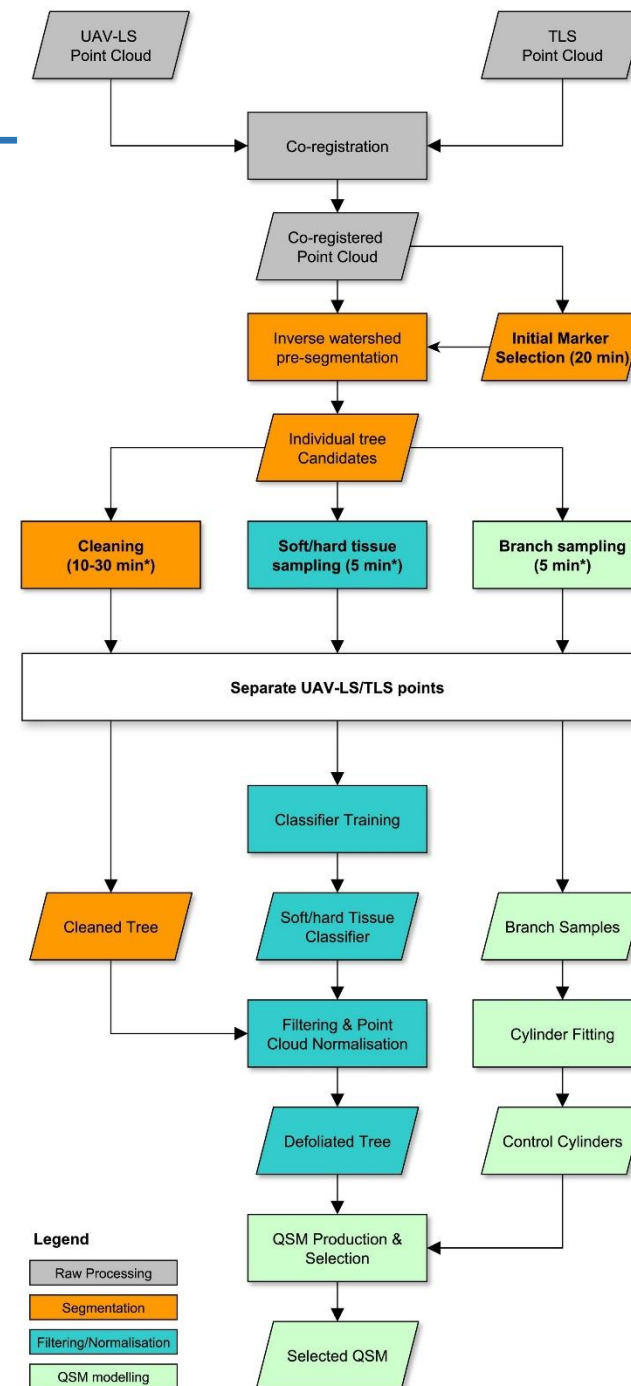 UAV-LS
Point Cloud
TLS
Point Cloud
Co-registration
Co-registered
Point Cloud
Inverse watershed
pre-segmentation
Initial Marker
Selection (20 min)
Individual tree
Candidates
Cleaning
(10-30 min*)
Soft/hard tissue
sampling (5 min*)
Branch sampling
(5 min*)
Separate UAV-LS/TLS points
Classifier Training
Cleaned Tree
Soft/hard Tissue
Classifier
Branch Samples
Filtering & Point
Cloud Normalisation
Cylinder Fitting
Defoliated Tree
Control Cylinders
QSM Production &
Selection
Selected QSM
Legend
Raw Processing
Segmentation
Filtering/Normalisation
QSM modelling